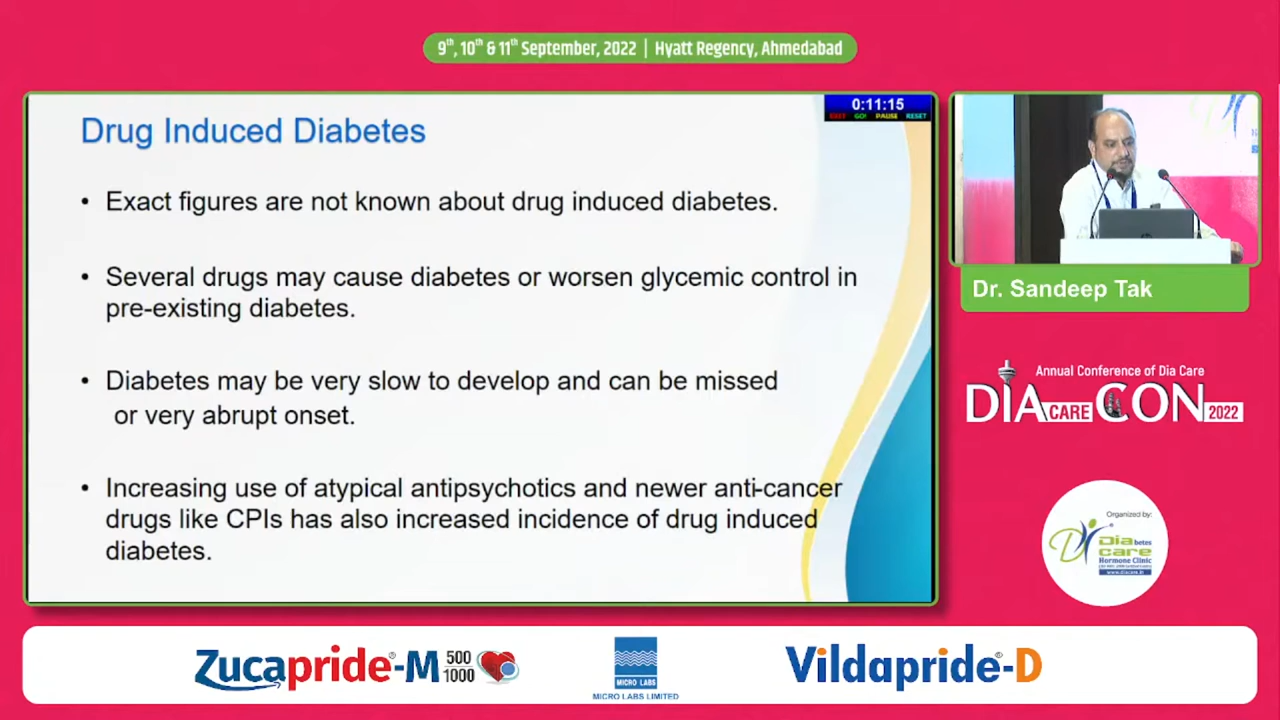 9th, 10th & 11th September, 2022 | Hyatt Regency, Ahmedabad
0:11:15
EXIT GO! PAUSE RESET
Drug Induced Diabetes
• Exact figures are not known about drug induced diabetes.
• Several drugs may cause diabetes or worsen glycemic control in
pre-existing diabetes.
• Diabetes may be very slow to develop and can be missed
or very abrupt onset.
• Increasing use of atypical antipsychotics and newer anti-cancer
drugs like CPIs has also increased incidence of drug induced
diabetes.
Dr. Sandeep Tak
Annual Conference of Dia Care
DIA CARE CON 2022
Organized by:
Diabetes
care
Hormone Clinic
www.diacare.in
Zucapride®-M 500
1000
MICRO LABS
MICRO LABS LIMITED
Vildapride®-D